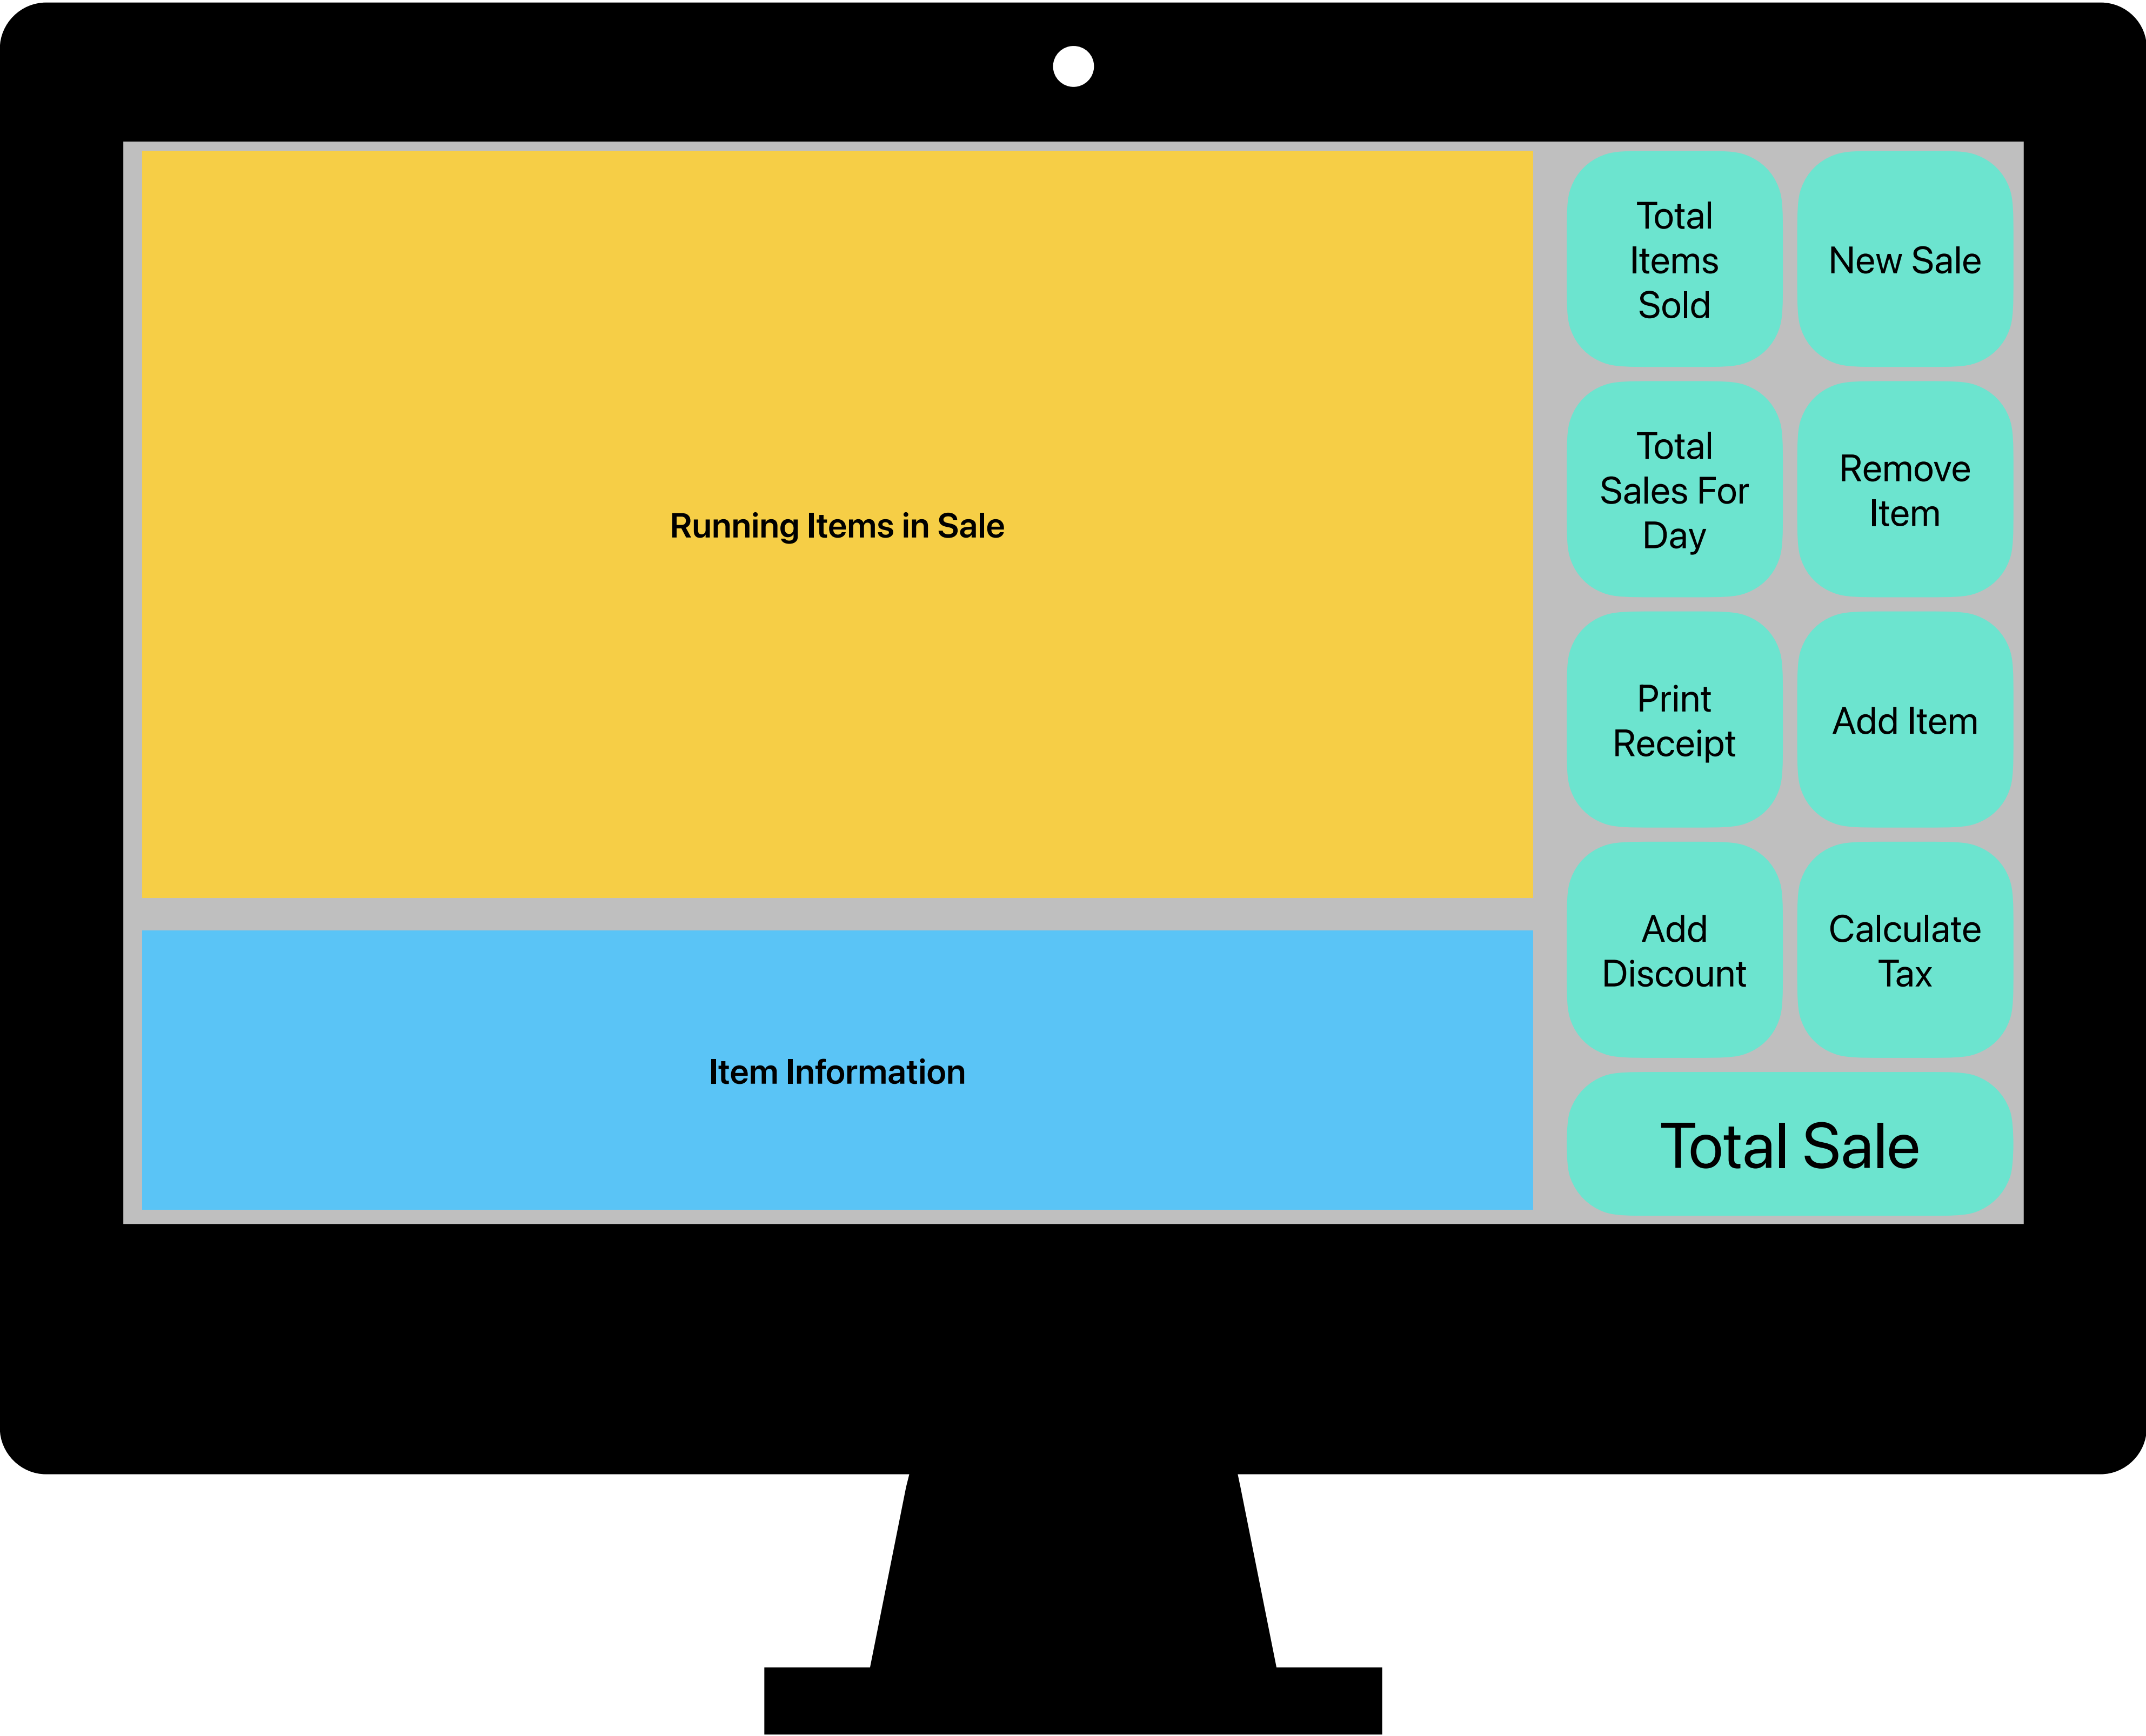 Running Items in Sale
Item Information
Total
Items
Sold
New Sale
Total
Sales For
Day
Remove
Item
Print
Receipt
Add Item
Add
Discount
Calculate
Tax
Total Sale